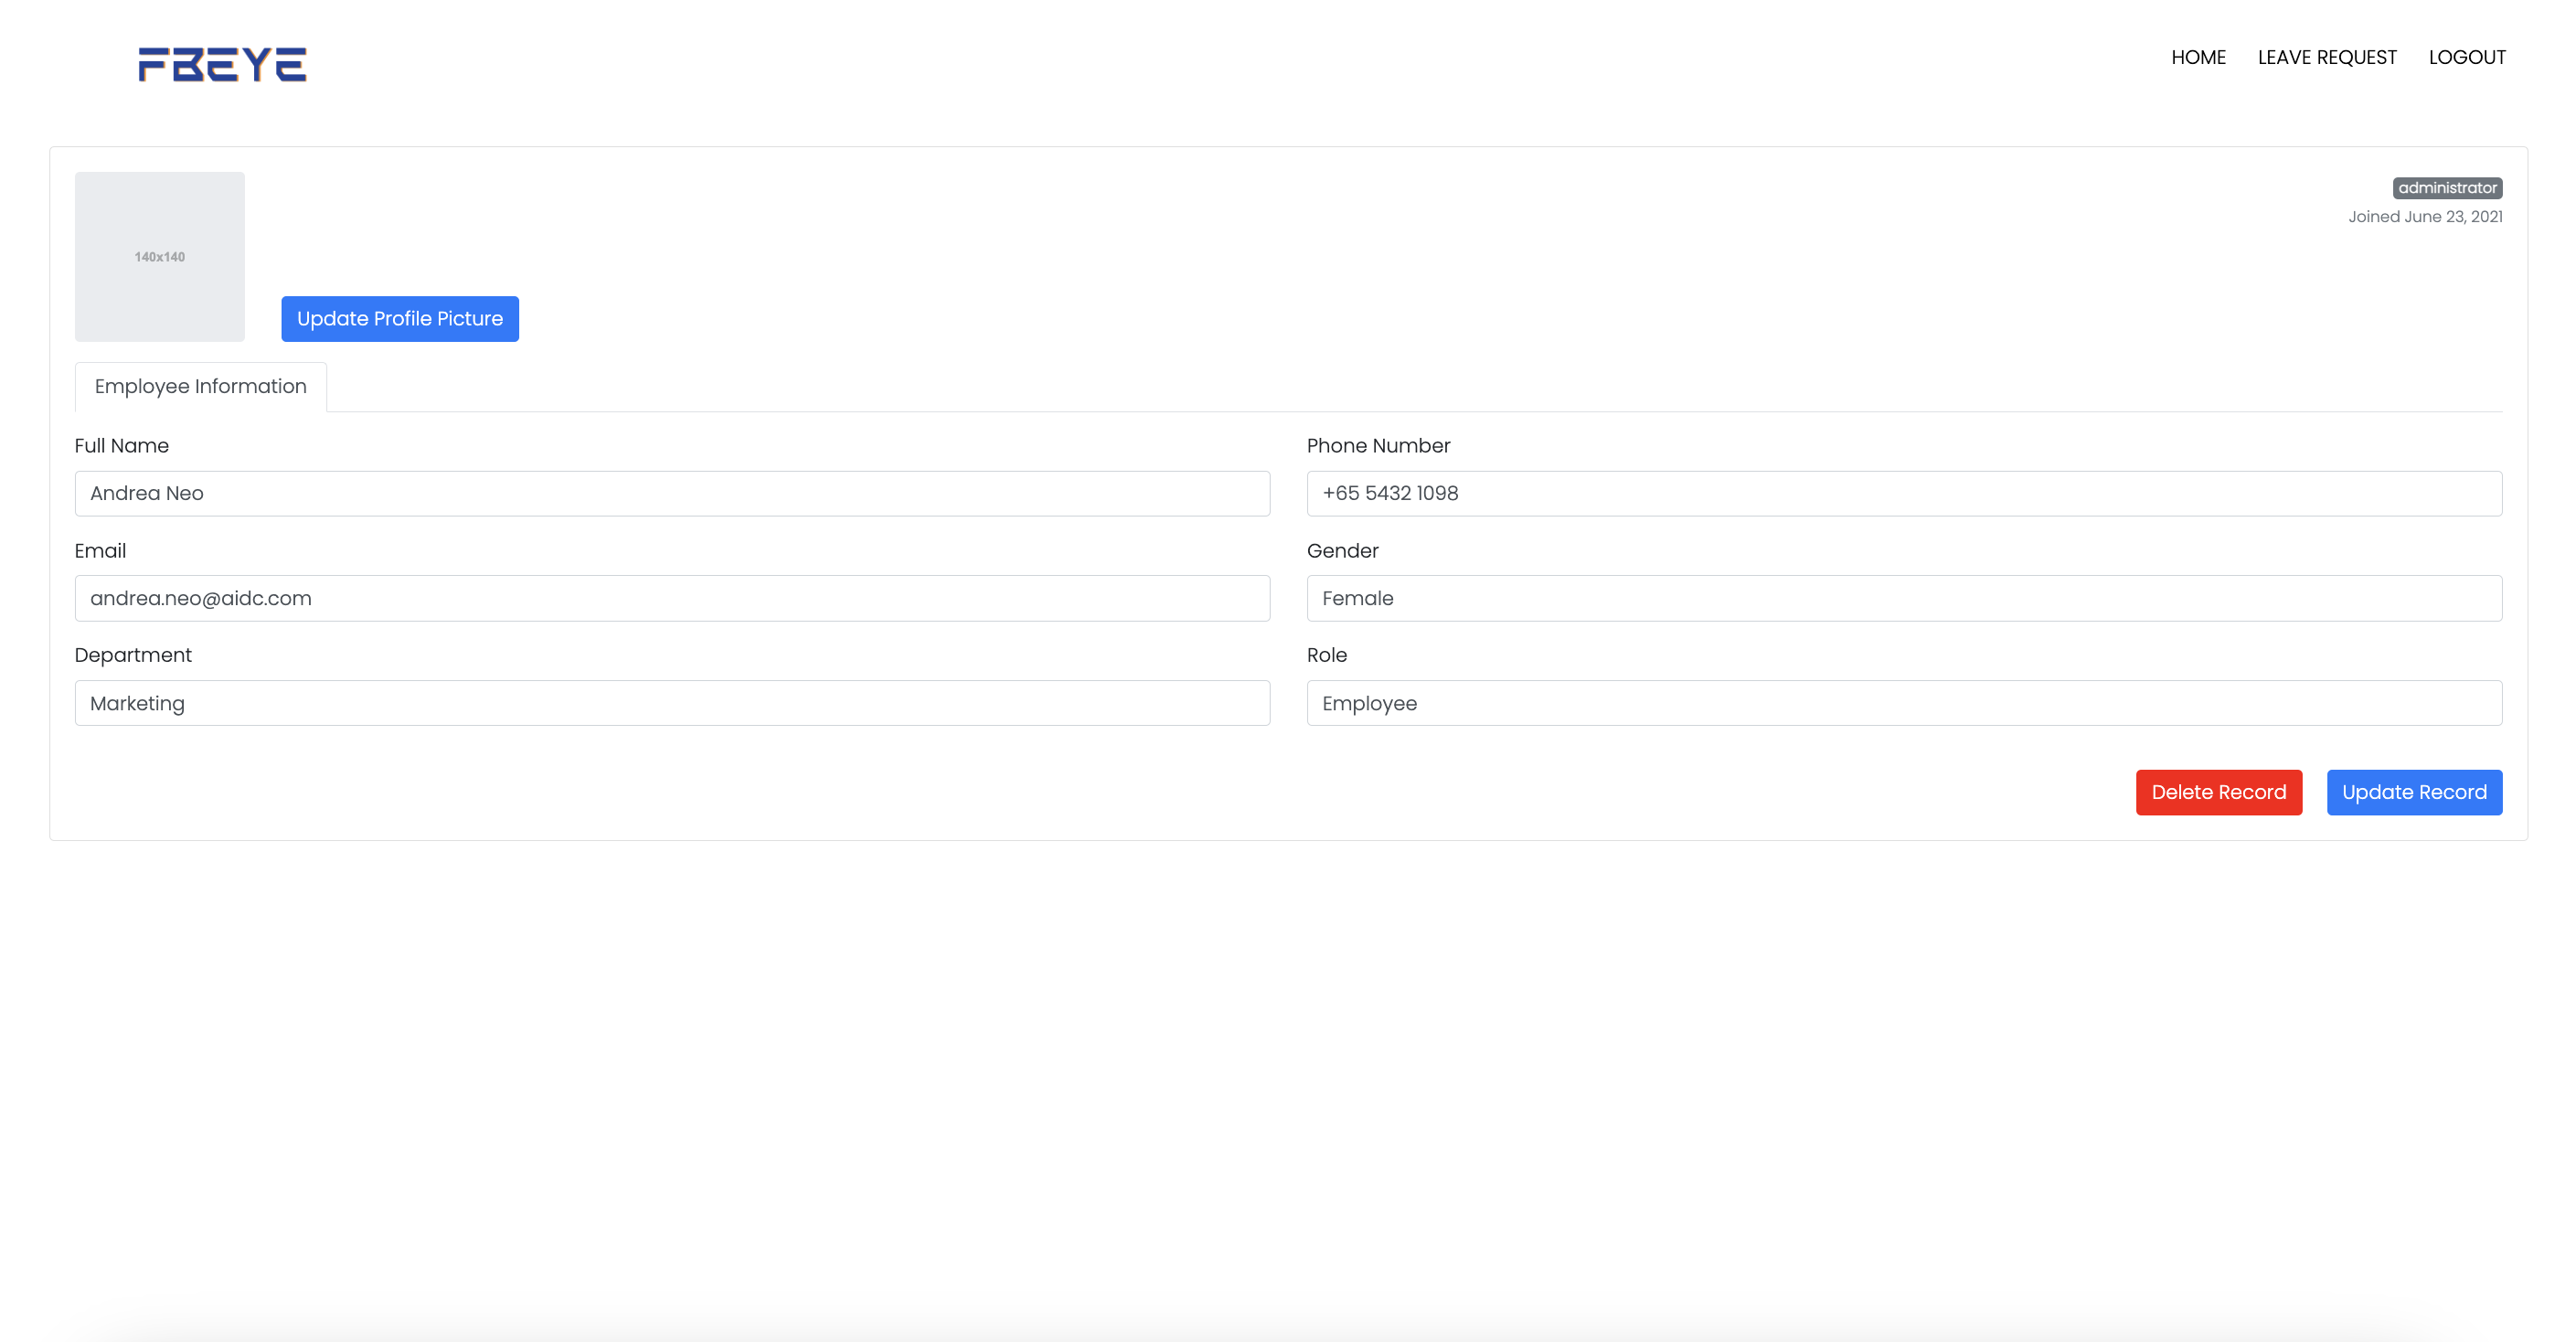 FBEYE
HOME LEAVE REQUEST LOGOUT
administrator
Joined June 23, 2021
140x140
Update Profile Picture
Employee Information
Full Name
Phone Number
Andrea Neo
+65 5432 1098
Email
Gender
andrea.neo@aidc.com
Female
Department
Role
Marketing
Employee
Delete Record
Update Record